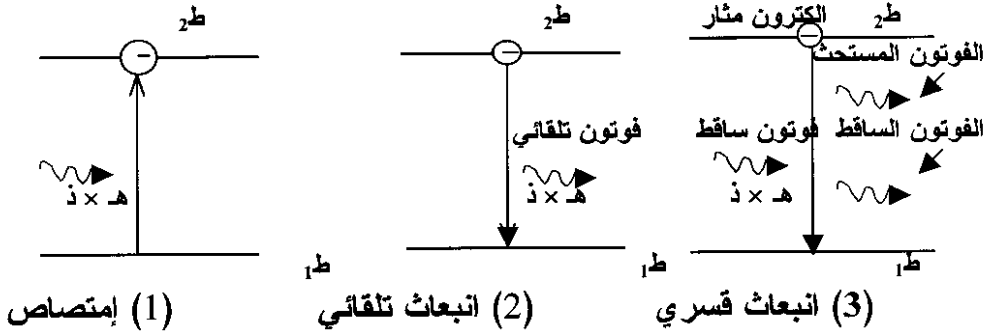 ط2
هـ × ذ
(1) إمتصاص
ط2
فوتون تلقائي
هـ × ذ
ط1
(2) انبعاث تلقائي
الكترون مثار
ط2
الفوتون المستحث
فوتون ساقط
هـ × ذ
الفوتون الساقط
ط1
ط1
(3) انبعاث قسري